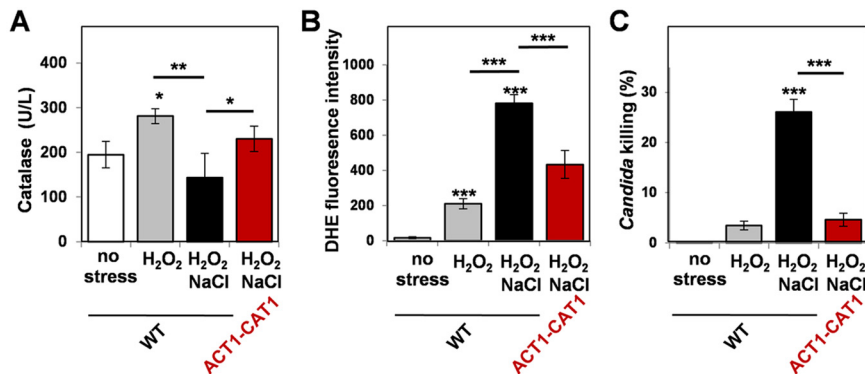 A
Catalase (U/L)
400
300
200
100
0
*
**
*
no stress
H₂O₂
H₂O₂ NaCl
H₂O₂ NaCl
WT
ACT1-CAT1
B
DHE fluoresence intensity
1000
800
600
400
200
0
***
***
***
***
no stress
H₂O₂
H₂O₂ NaCl
H₂O₂ NaCl
WT
ACT1-CAT1
C
Candida killing (%)
30
20
10
0
***
***
no stress
H₂O₂
H₂O₂ NaCl
H₂O₂ NaCl
WT
ACT1-CAT1